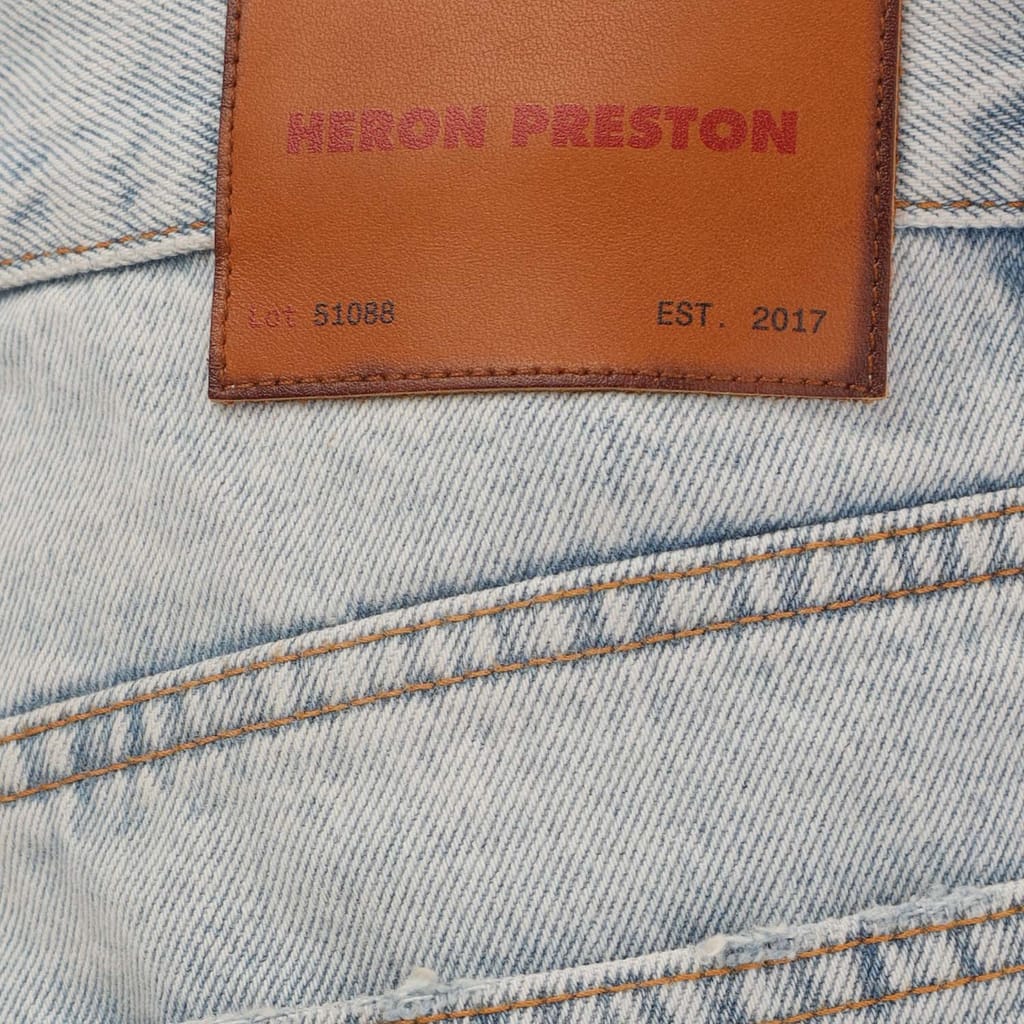 HERON PRESTON
Lot 51088 EST. 2017